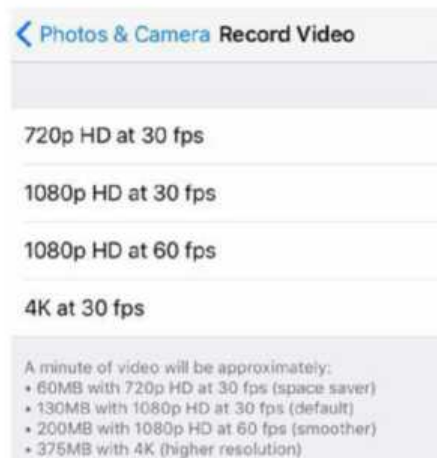 Photos & Camera Record Video
720p HD at 30 fps
1080p HD at 30 fps
1080p HD at 60 fps
4K at 30 fps
A minute of video will be approximately:
• 60MB with 720p HD at 30 fps (space saver)
• 130MB with 1080p HD at 30 fps (default)
• 200MB with 1080p HD at 60 fps (smoother)
• 375MB with 4K (higher resolution)